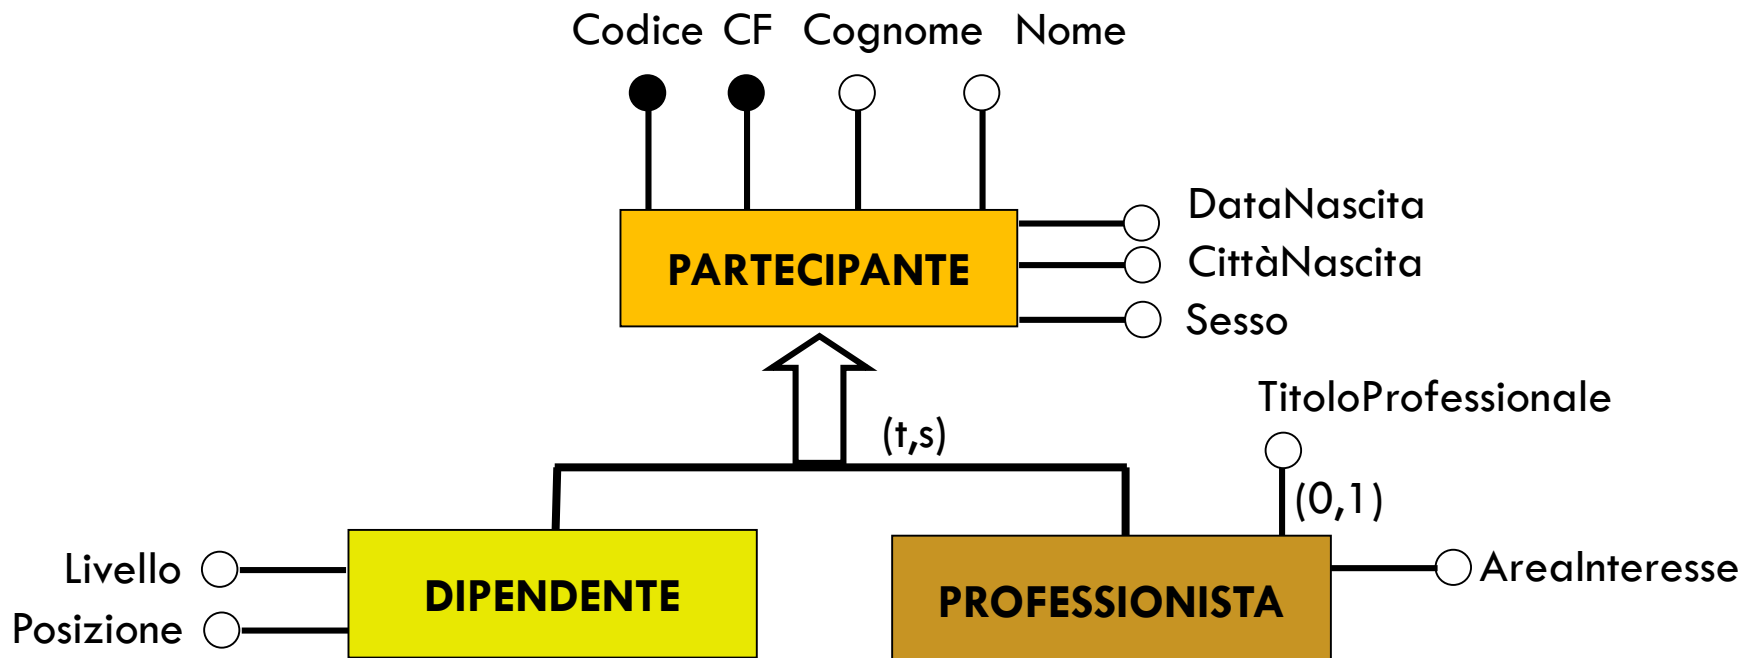 Codice CF Cognome Nome
DataNascita
PARTECIPANTE
CittàNascita
Sesso
TitoloProfessionale
(t,s)
(0,1)
Livello
AreaInteresse
DIPENDENTE
PROFESSIONISTA
Posizione